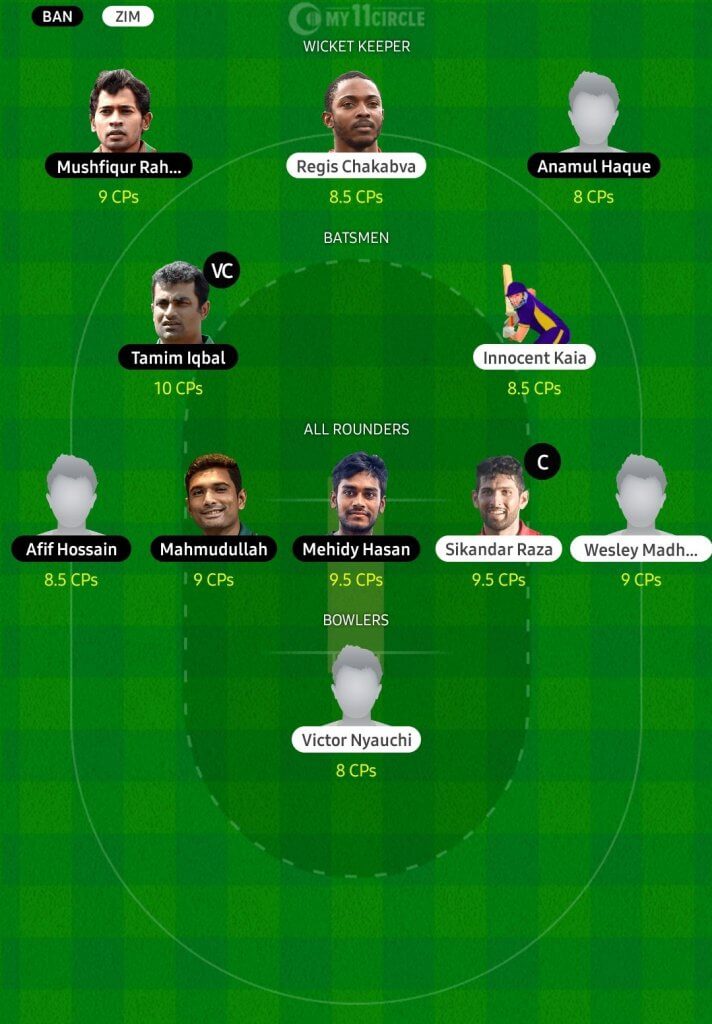 BAN ZIM
MY11CIRCLE
WICKET KEEPER
Mushfiqur Rah... Regis Chakabva Anamul Haque
9 CPs 8.5 CPs 8 CPs
BATSMEN
VC
Tamim Iqbal Innocent Kaia
10 CPs 8.5 CPs
ALL ROUNDERS
C
Afif Hossain Mahmudullah Mehidy Hasan Sikandar Raza Wesley Madh...
8.5 CPs 9 CPs 9.5 CPs 9.5 CPs 9 CPs
BOWLERS
Victor Nyauchi
8 CPs